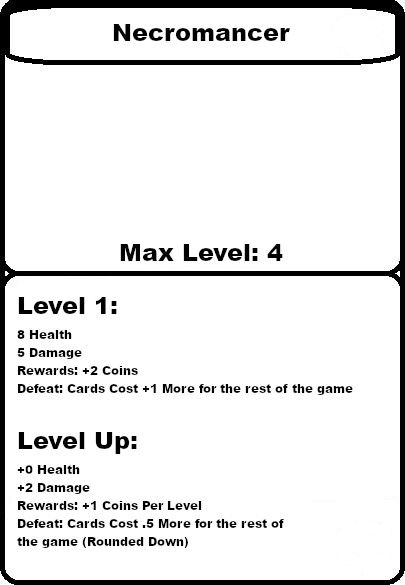 Necromancer
Max Level: 4
Level 1:
8 Health
5 Damage
Rewards: +2 Coins
Defeat: Cards Cost +1 More for the rest of the game
Level Up:
+0 Health
+2 Damage
Rewards: +1 Coins Per Level
Defeat: Cards Cost .5 More for the rest of
the game (Rounded Down)